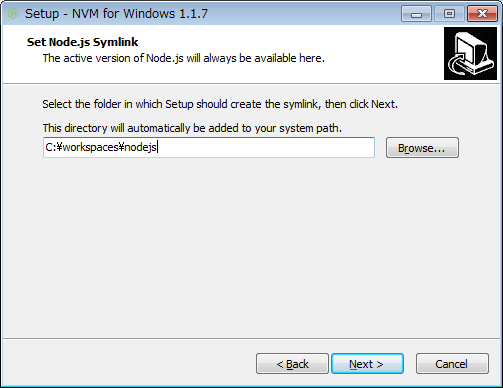 Setup - NVM for Windows 1.1.7
Set Node.js Symlink
The active version of Node.js will always be available here.
Select the folder in which Setup should create the symlink, then click Next.
This directory will automatically be added to your system path.
C:¥workspaces¥nodejs
Browse...
< Back
Next >
Cancel